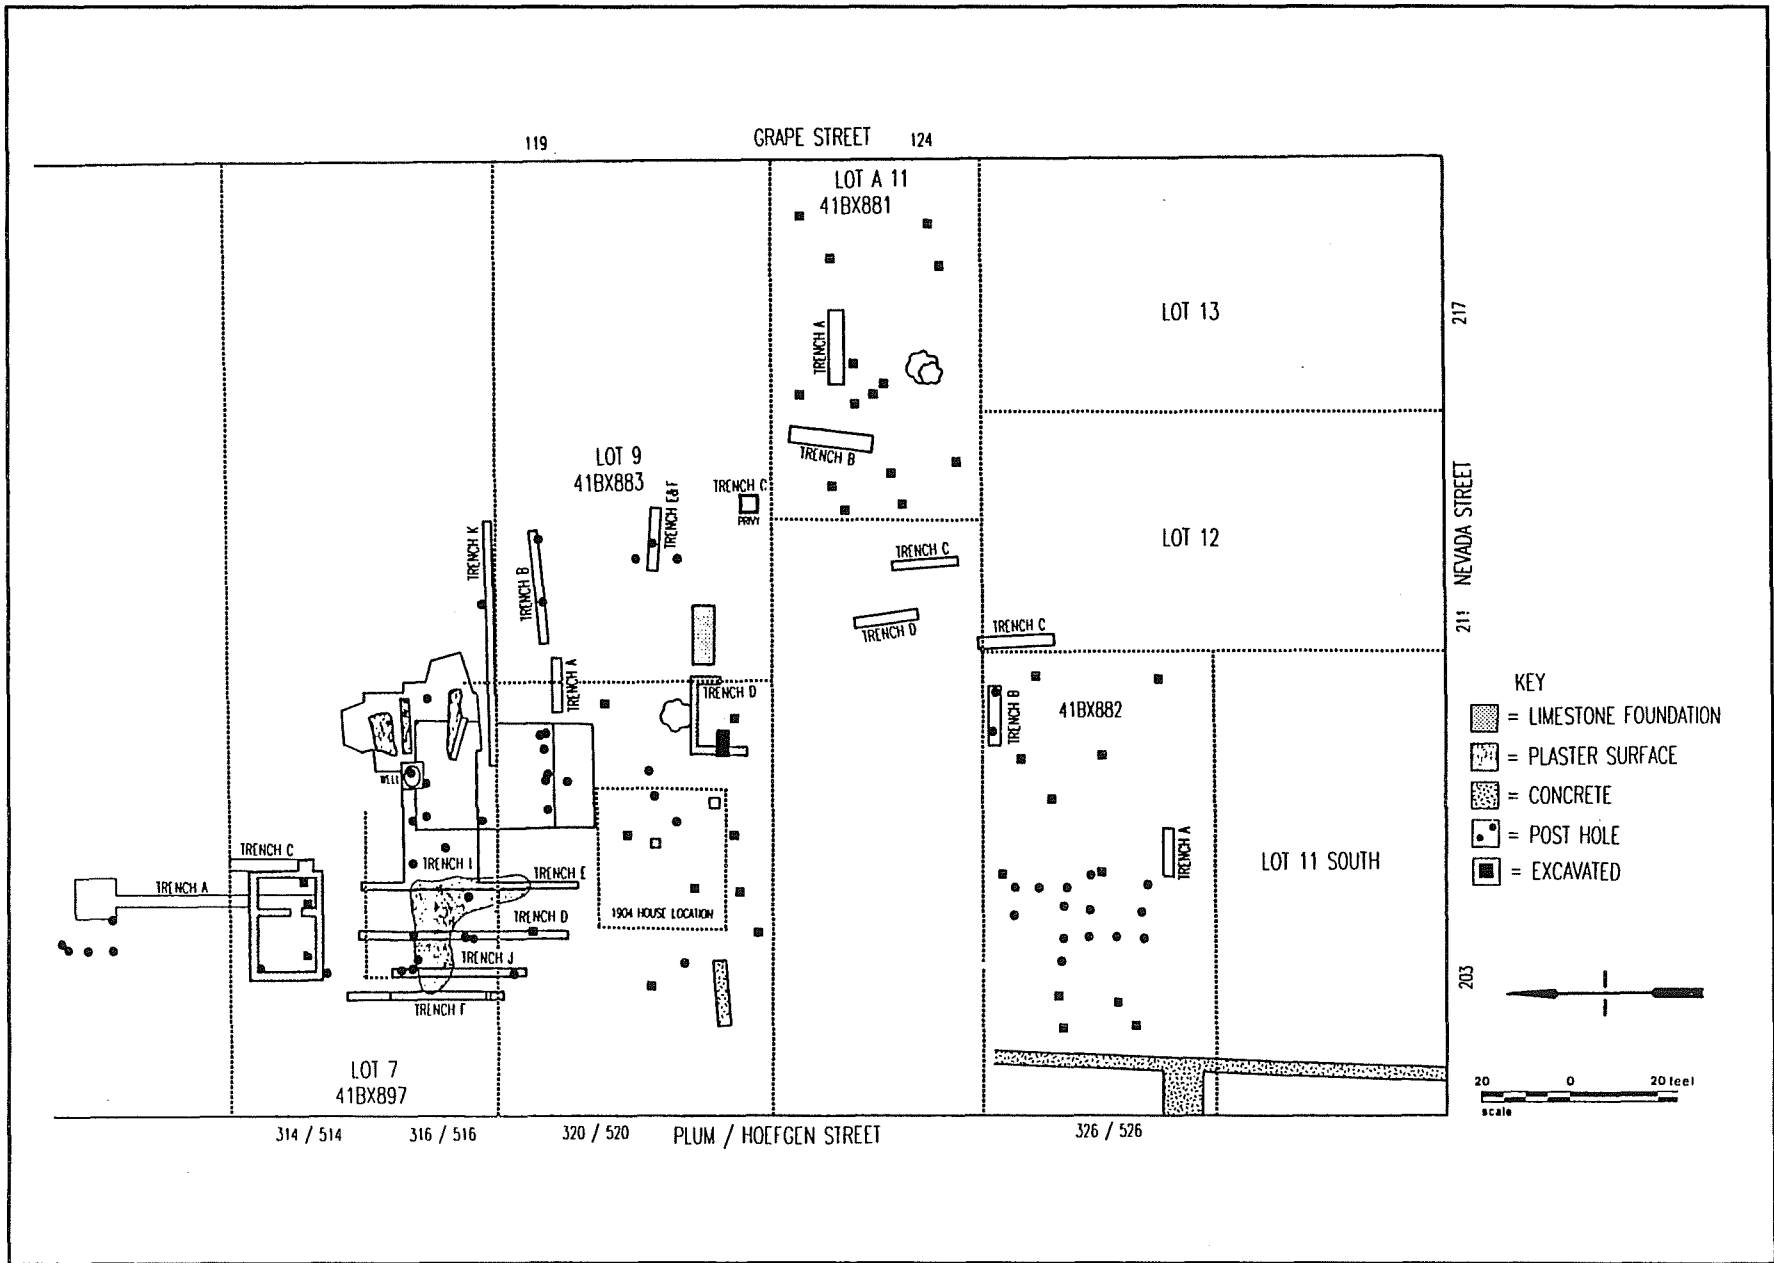 119
GRAPE STREET
124
LOT A 11
41BX881
TRENCH A
TRENCH B
LOT 13
217
LOT 9
41BX883
TRENCH C
PRIVY
TRENCH E&F
TRENCH K
TRENCH B
TRENCH A
TRENCH D
TRENCH C
TRENCH D
LOT 12
NEVADA STREET
211
TRENCH C
TRENCH B
41BX882
TRENCH A
LOT 11 SOUTH
203
WELL
TRENCH C
TRENCH A
TRENCH I
TRENCH E
TRENCH D
TRENCH J
TRENCH F
1904 HOUSE LOCATION
LOT 7
41BX897
314 / 514
316 / 516
320 / 520
PLUM / HOEFGEN STREET
326 / 526
KEY
= LIMESTONE FOUNDATION
= PLASTER SURFACE
= CONCRETE
= POST HOLE
= EXCAVATED
20 0 20 feet
scale